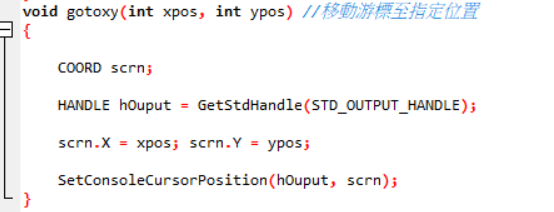 void gotoxy(int xpos, int ypos) //移動游標至指定位置
{
COORD scrn;
HANDLE hOuput = GetStdHandle(STD_OUTPUT_HANDLE);
scrn.X = xpos; scrn.Y = ypos;
SetConsoleCursorPosition(hOuput, scrn);
}